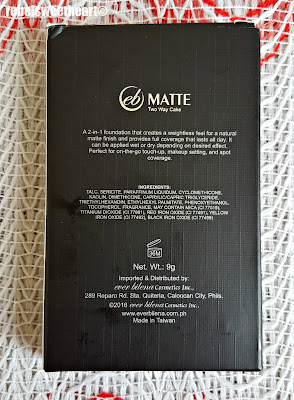 rebelsweetheart®
eb MATTE
Two Way Cake
A 2-in-1 foundation that creates a weightless feel for a natural
matte finish and provides full coverage that lasts all day. It
can be applied wet or dry depending on desired effect.
Perfect for on-the-go touch-up, makeup setting, and spot
coverage.
INGREDIENTS:
TALC, SERICITE, PARAFFINUM LIQUIDUM, CYCLOMETHICONE,
KAOLIN, DIMETHICONE, CAPRYLIC/CAPRIC TRIGLYCERIDE,
TRIETHYLHEXANOIN, ETHYLHEXYL PALMITATE, PHENOXYETHANOL,
TOCOPHEROL, FRAGRANCE, MAY CONTAIN MICA (CI 77019),
TITANIUM DIOXIDE (CI 77891), RED IRON OXIDE (CI 77491), YELLOW
IRON OXIDE (CI 77492), BLACK IRON OXIDE (CI 77499)
Net. Wt.: 9g
Imported & Distributed by:
ever bilena Cosmetics Inc.,
289 Reparo Rd. Sta. Quiteria, Caloocan City, Phils.
©2016 ever bilena Cosmetics Inc.,
www.everbilena.com.ph
Made in Taiwan